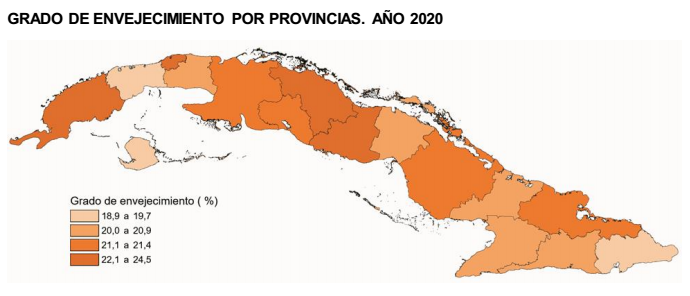 GRADO DE ENVEJECIMIENTO POR PROVINCIAS. AÑO 2020
Grado de envejecimiento ( %)
18,9 a 19,7
20,0 a 20,9
21,1 a 21,4
22,1 a 24,5